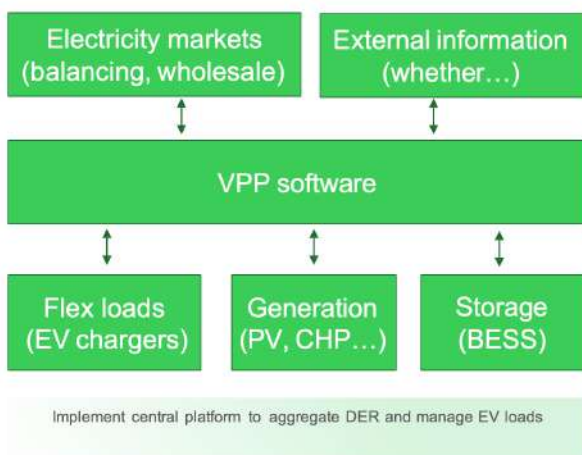 Electricity markets
(balancing, wholesale)
External information
(whether…)
VPP software
Flex loads
(EV chargers)
Generation
(PV, CHP…)
Storage
(BESS)
Implement central platform to aggregate DER and manage EV loads